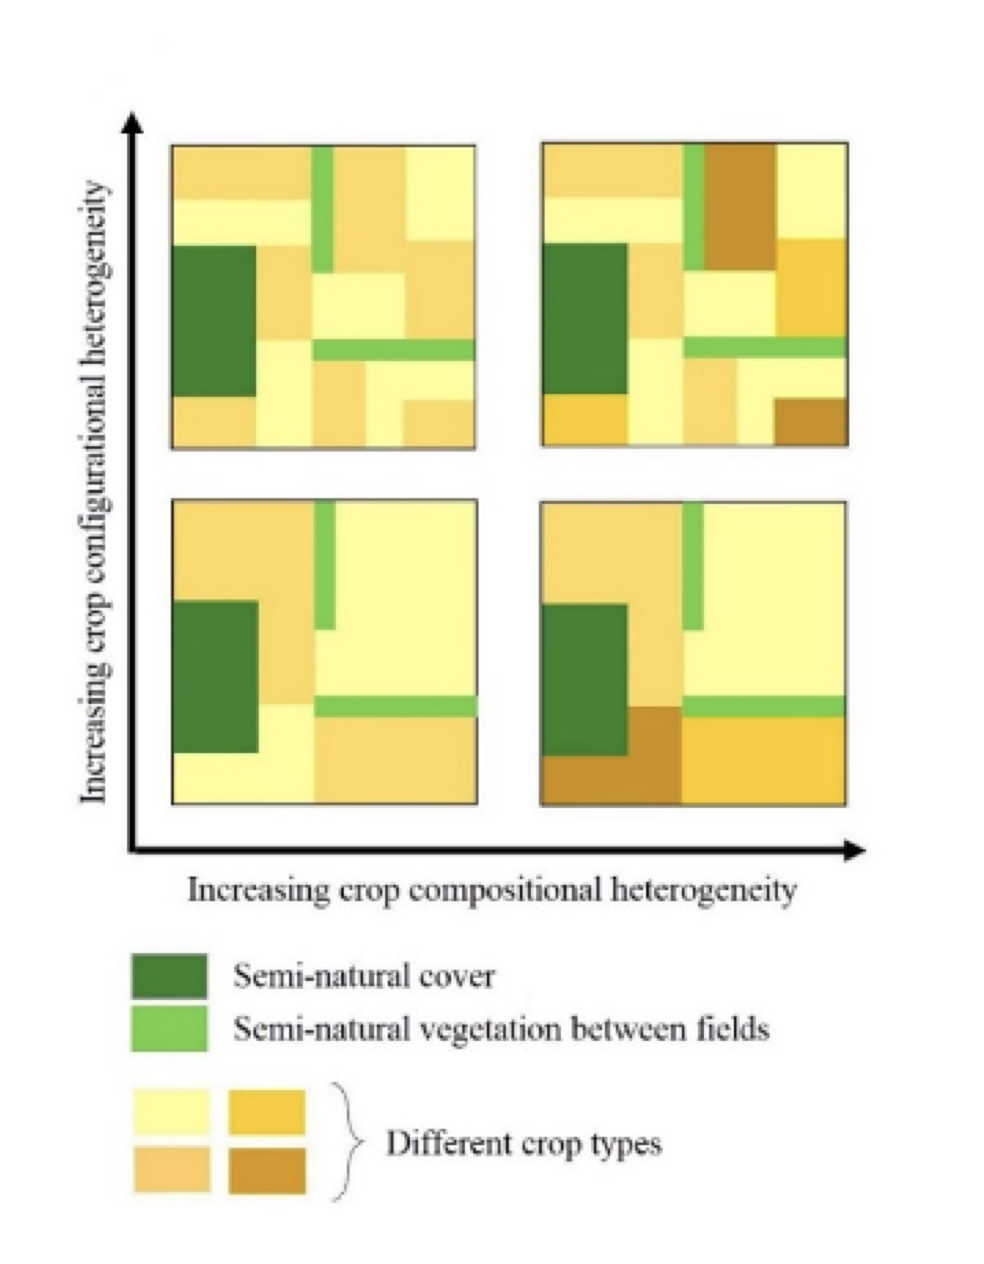 Increasing crop configurational heterogeneity
Increasing crop compositional heterogeneity
Semi-natural cover
Semi-natural vegetation between fields
Different crop types